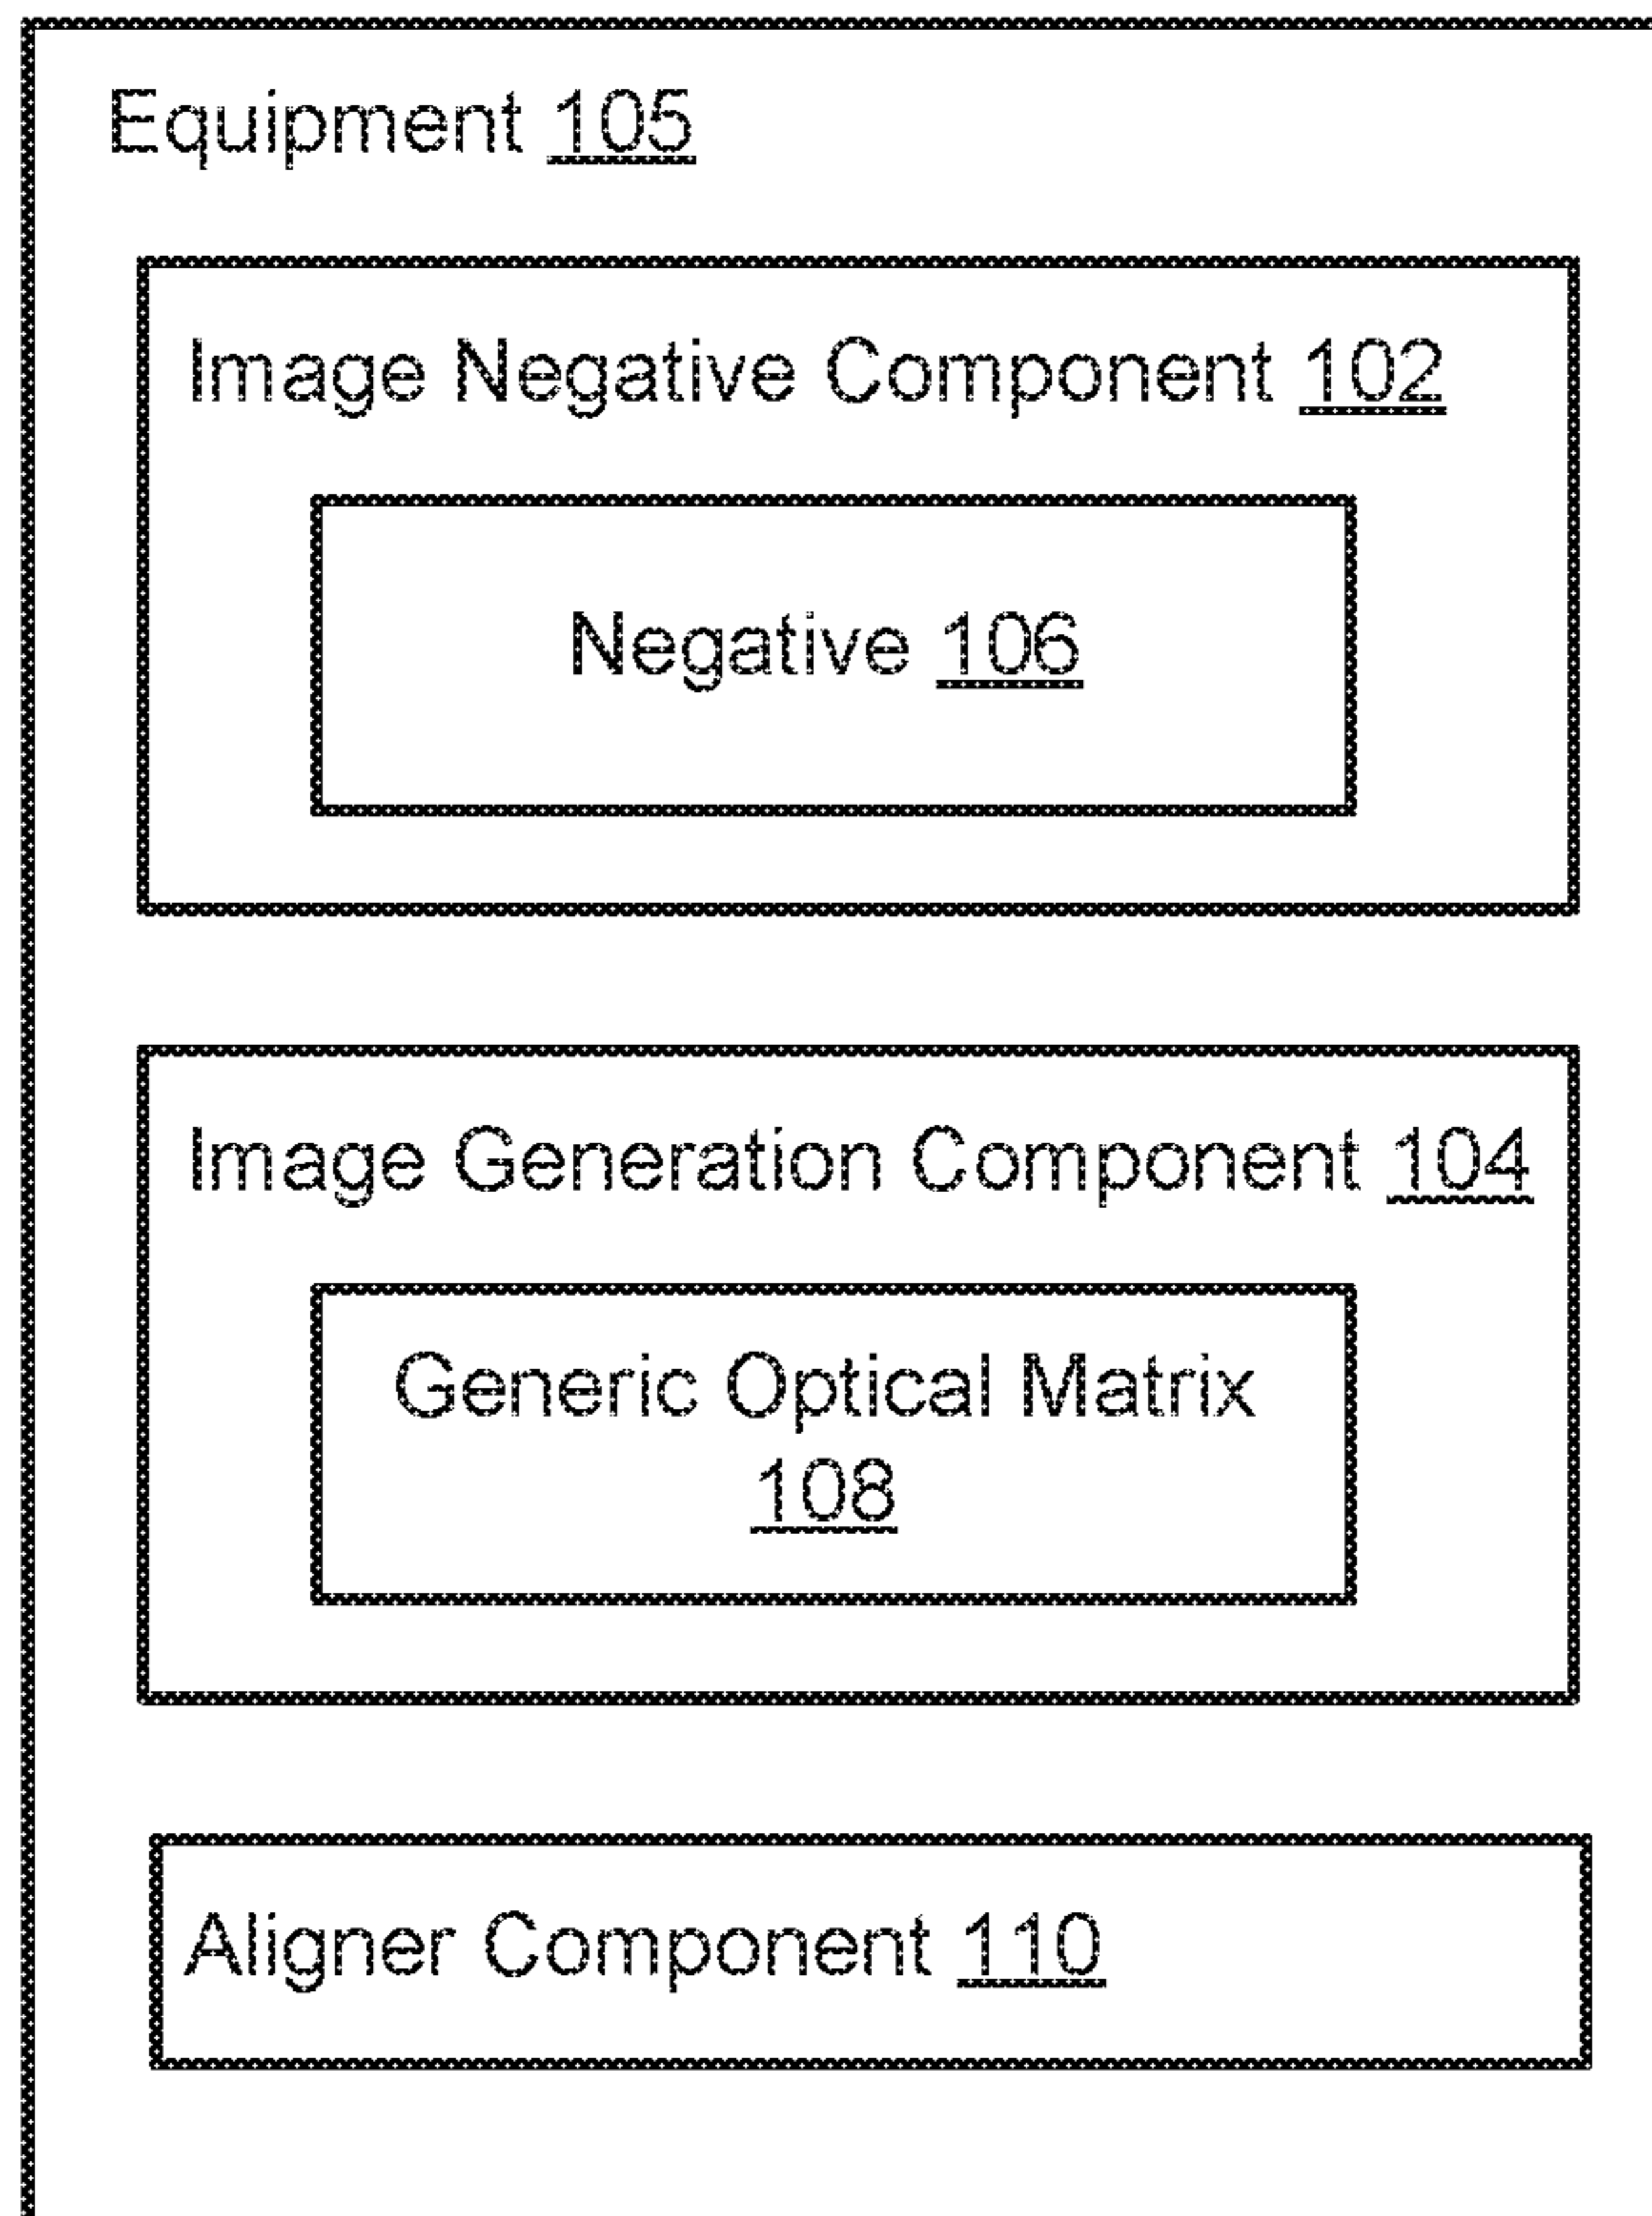 Equipment 105
Image Negative Component 102
Negative 106
Image Generation Component 104
Generic Optical Matrix
108
Aligner Component 110